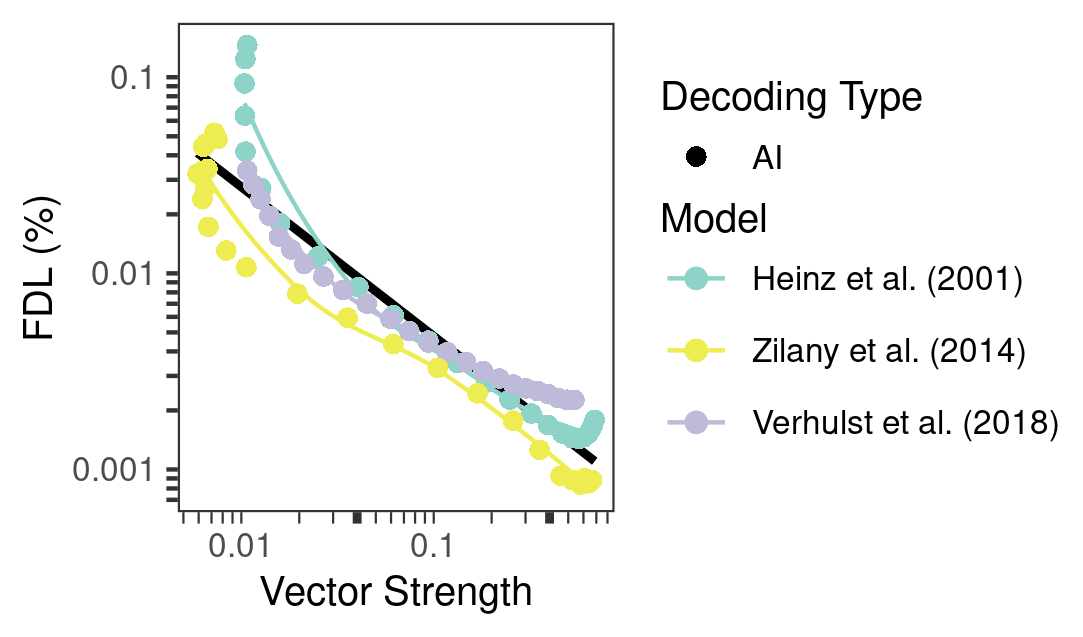 0.1
0.01
0.001
FDL (%)
0.01
0.1
Vector Strength
Decoding Type
AI
Model
Heinz et al. (2001)
Zilany et al. (2014)
Verhulst et al. (2018)